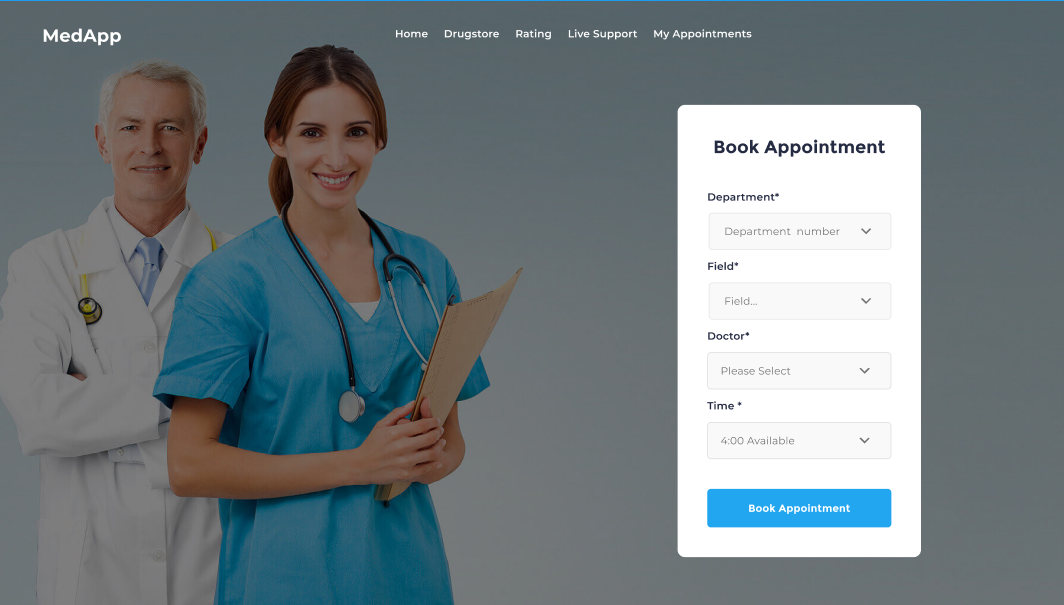 MedApp
Home Drugstore Rating Live Support My Appointments
Book Appointment
Department*
Department number
Field*
Field...
Doctor*
Please Select
Time *
4:00 Available
Book Appointment